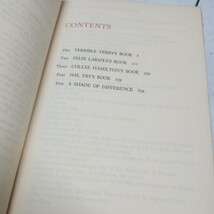 CONTENTS
One TERRIBLE TERRY'S BOOK
Two FELIX LABAIYA'S BOOK
Three CULLEE HAMILTON'S BOOK
Four HAL FRY'S BOOK
Five A SHADE OF DIFFERENCE